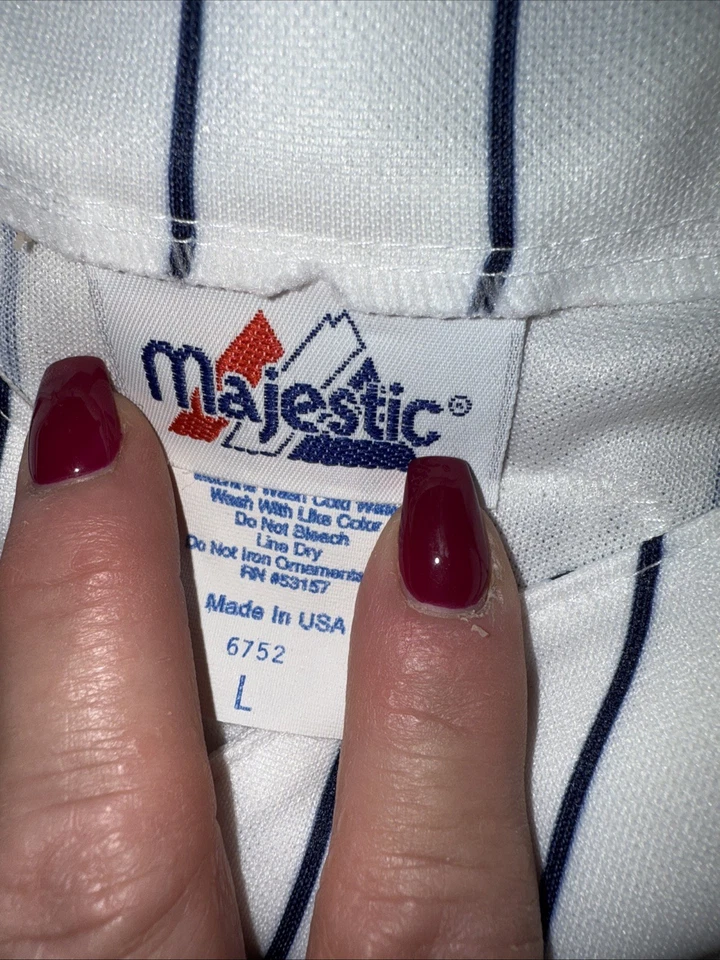 Majestic®
Machine Wash Cold Water
Wash With Like Color
Do Not Bleach
Line Dry
Do Not Iron Ornaments
RN #53157
Made In USA
6752
L